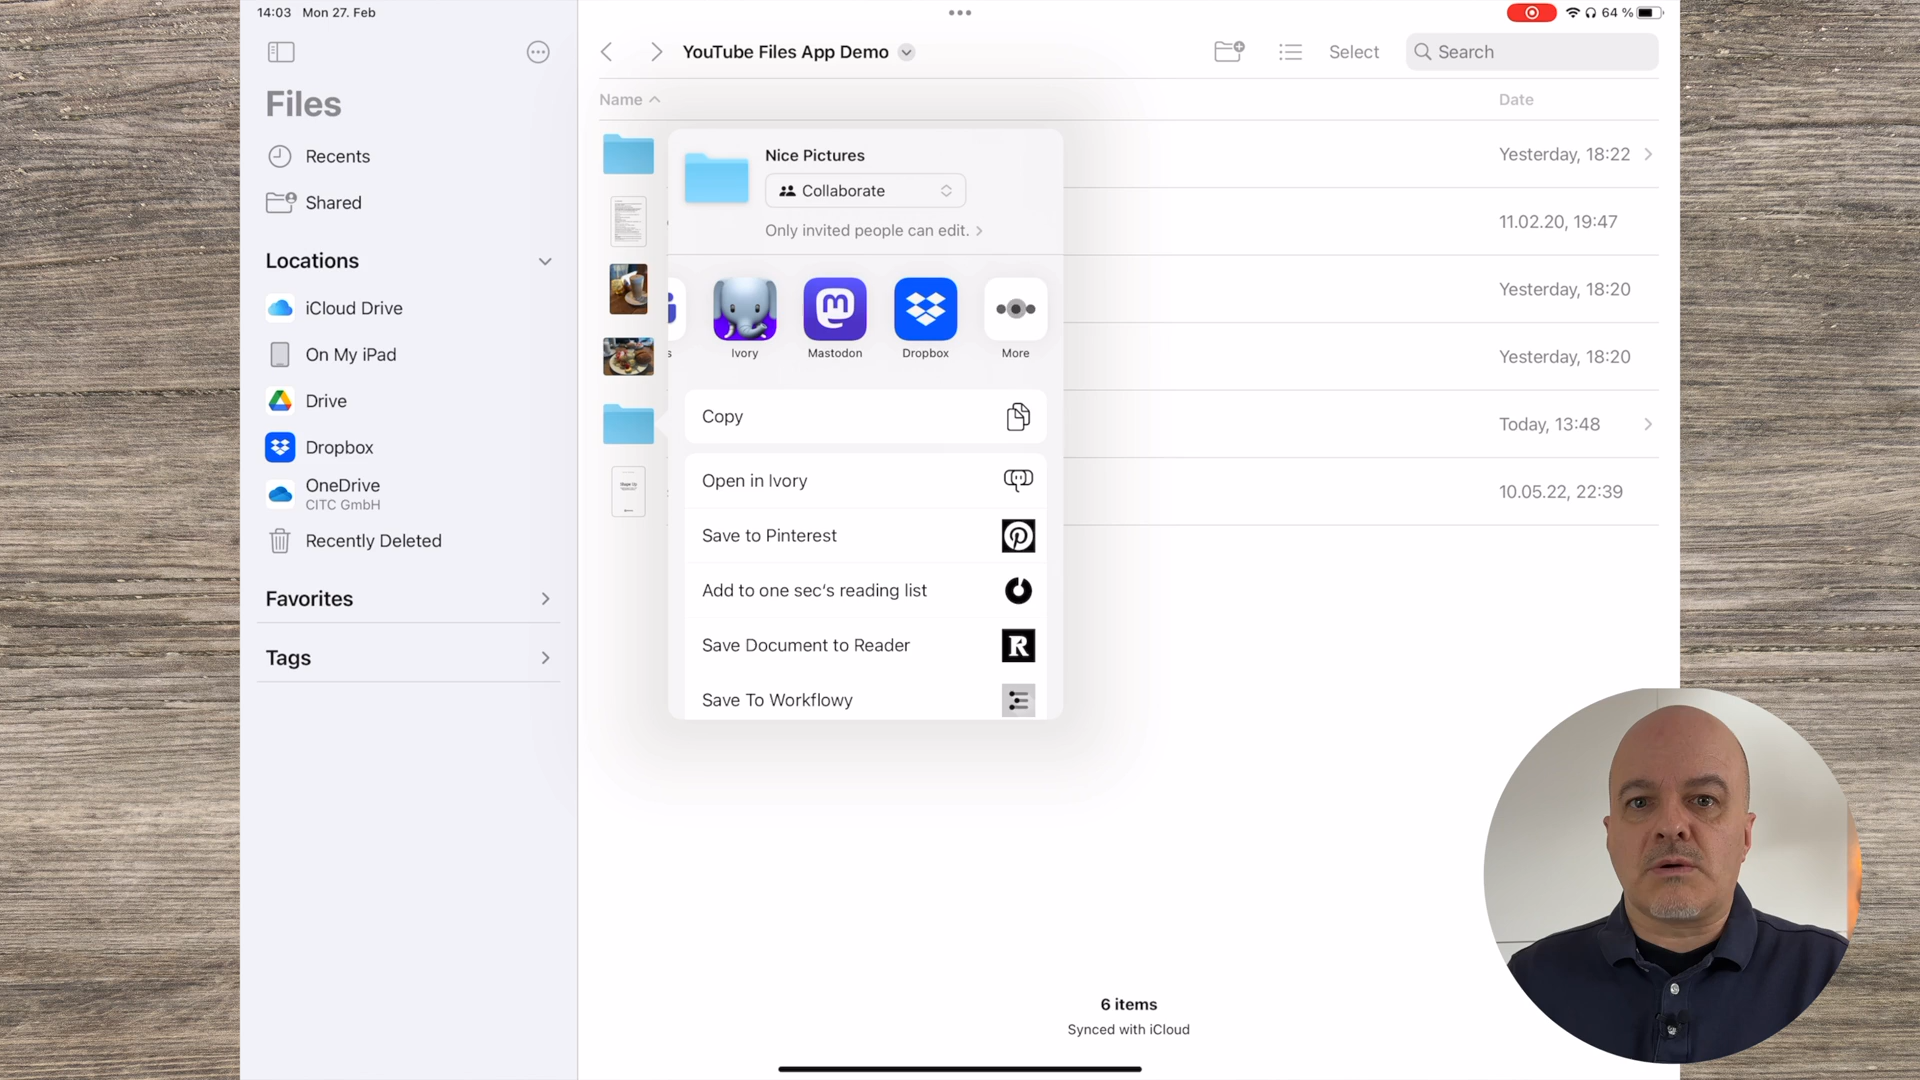 14:03 Mon 27. Feb
64 %
Files
Recents
Shared
Locations
iCloud Drive
On My iPad
Drive
Dropbox
OneDrive
CITC GmbH
Recently Deleted
Favorites
Tags
YouTube Files App Demo
Select
Search
Name
Date
Nice Pictures
Collaborate
Only invited people can edit.
Ivory
Mastodon
Dropbox
More
Copy
Open in Ivory
Save to Pinterest
Add to one sec‘s reading list
Save Document to Reader
Save To Workflowy
Yesterday, 18:22
11.02.20, 19:47
Yesterday, 18:20
Yesterday, 18:20
Today, 13:48
10.05.22, 22:39
6 items
Synced with iCloud